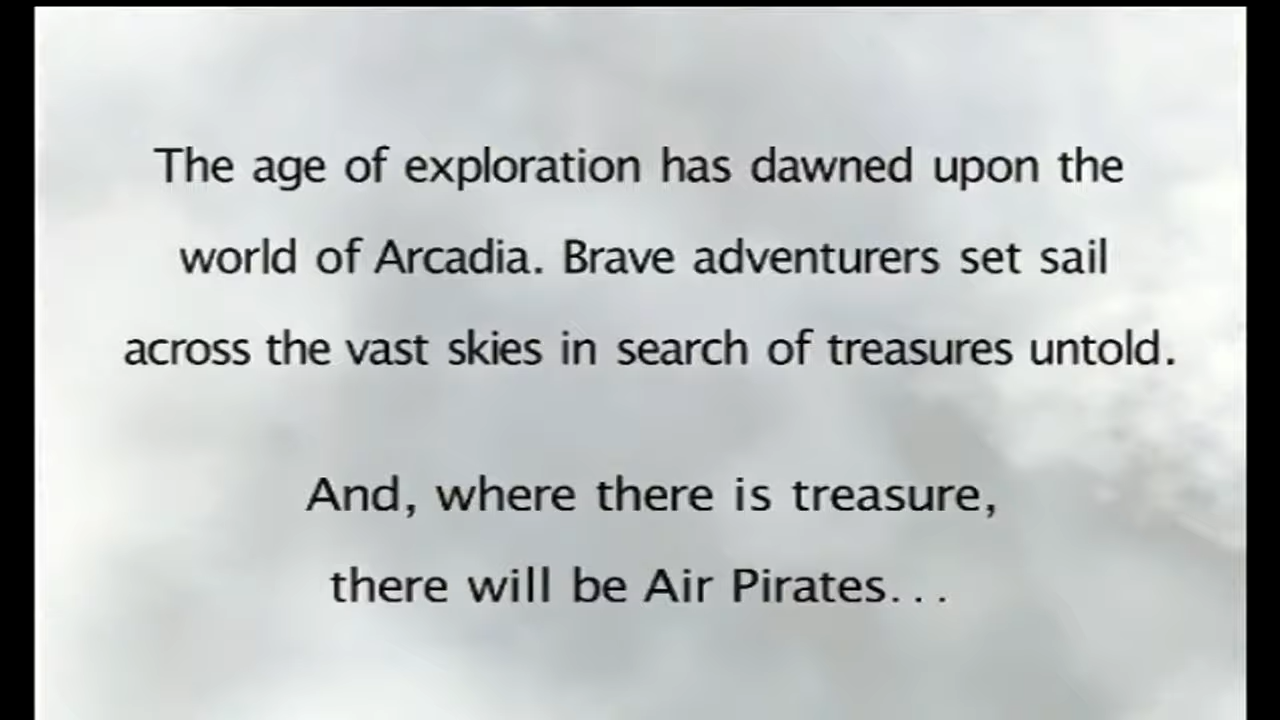 The age of exploration has dawned upon the
world of Arcadia. Brave adventurers set sail
across the vast skies in search of treasures untold.
And, where there is treasure,
there will be Air Pirates...